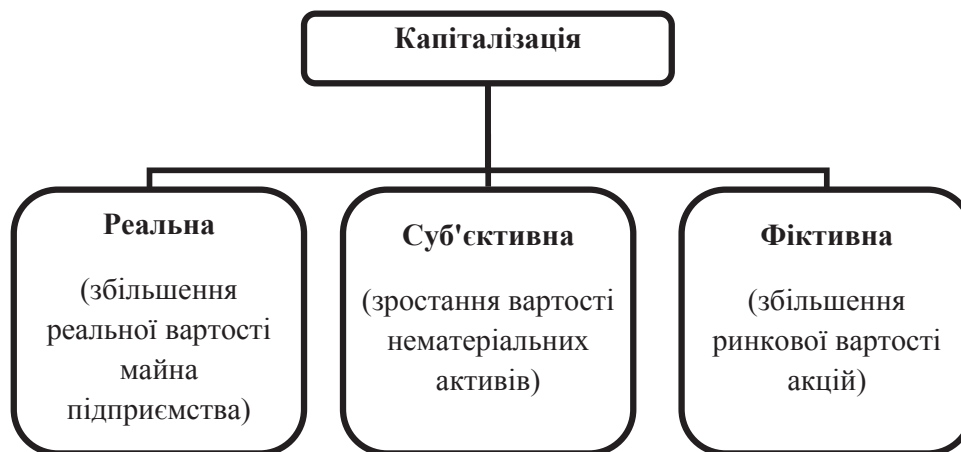 Капіталізація
Реальна
(збільшення
реальної вартості
майна
підприємства)
Суб'єктивна
(зростання вартості
нематеріальних
активів)
Фіктивна
(збільшення
ринкової вартості
акцій)